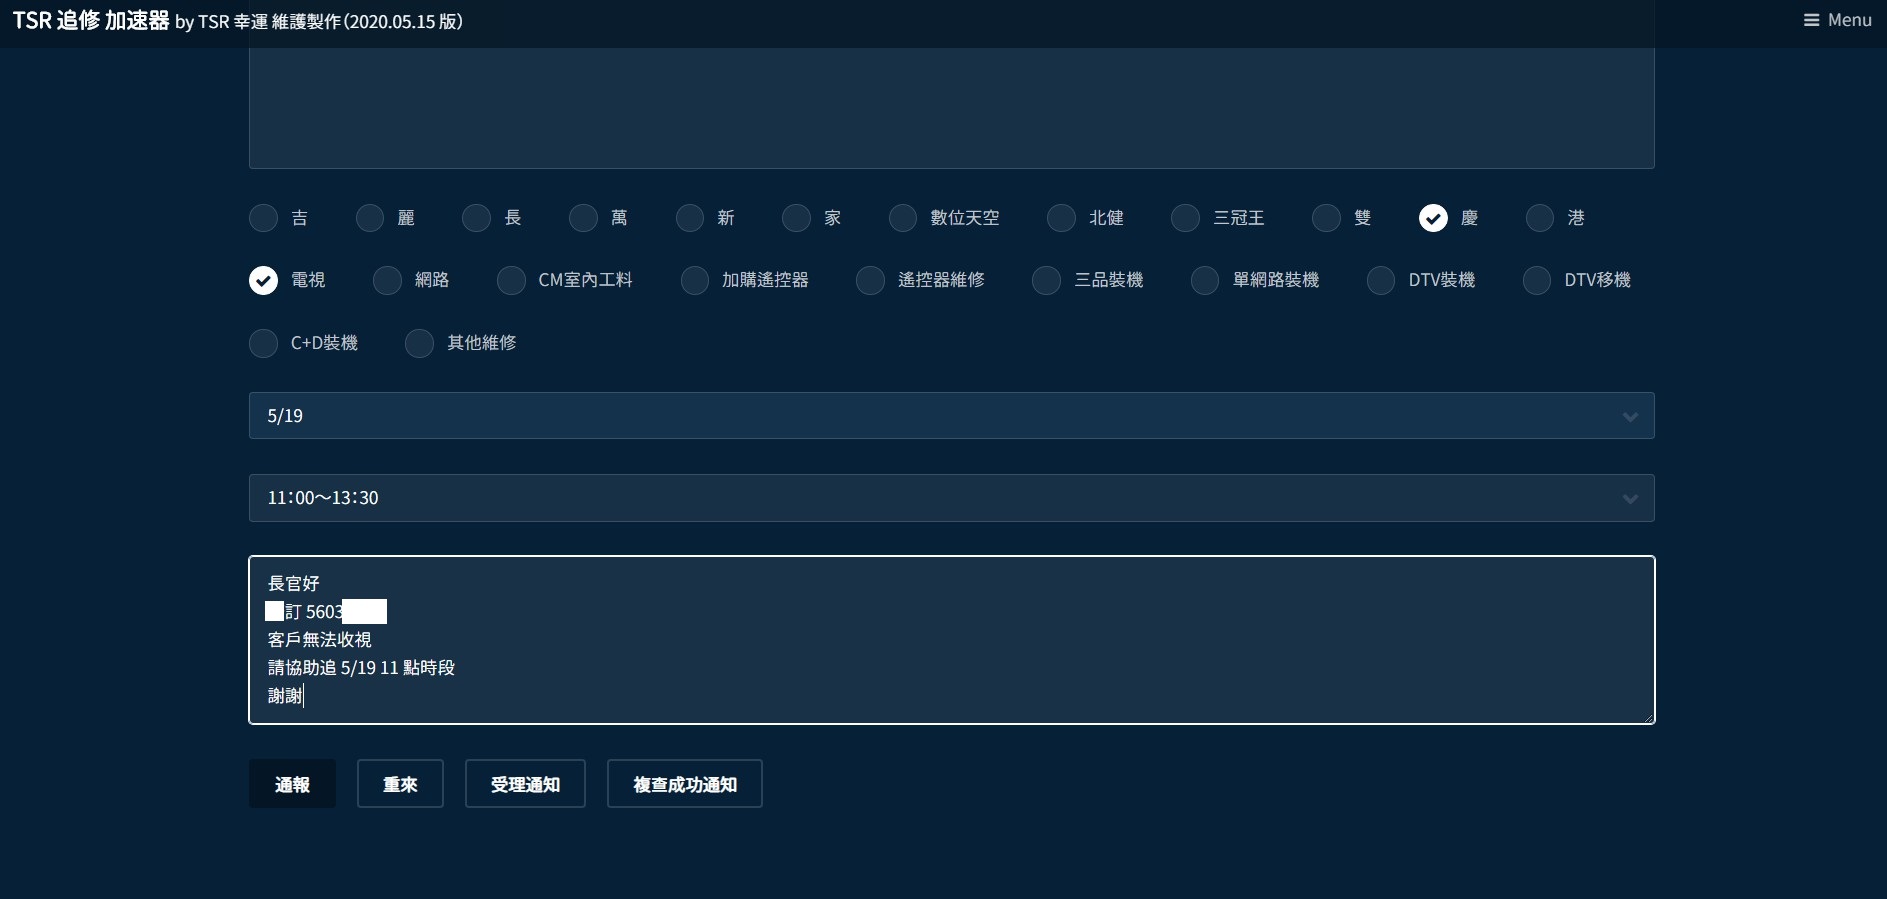 TSR 追修 加速器 by TSR 幸運 維護製作(2020.05.15 版)
Menu
吉 麗 長 萬 新 家 數位天空 北健 三冠王 雙 慶 港
電視 網路 CM室內工料 加購遙控器 遙控器維修 三品裝機 單網路裝機 DTV裝機 DTV移機
C+D裝機 其他維修
5/19
11:00～13:30
長官好
訂 5603
客戶無法收視
請協助追 5/19 11 點時段
謝謝
通報 重來 受理通知 複查成功通知